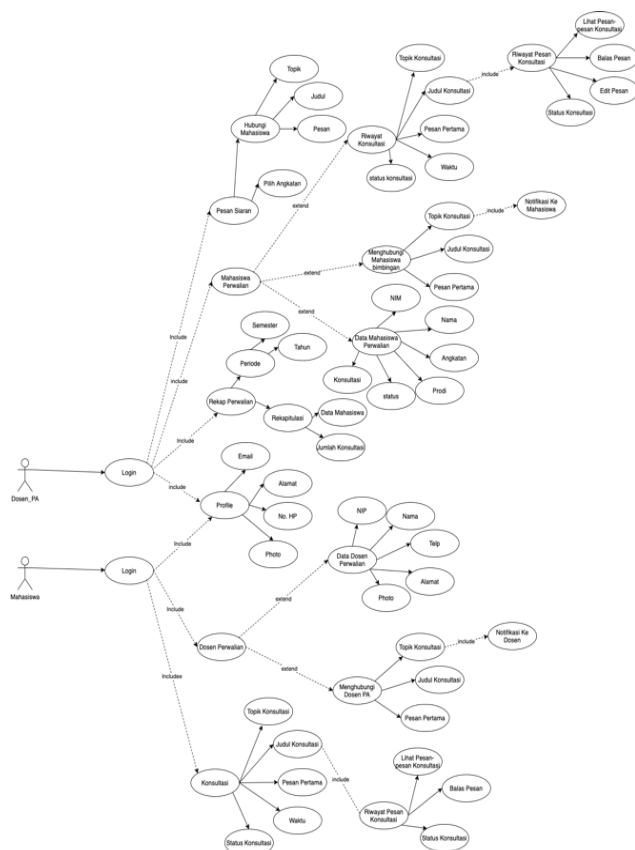 Lihat Pesan-
pesan Konsultasi
Riwayat Pesan
Konsultasi
Balas Pesan
Edit Pesan
Status Konsultasi
include
Topik Konsultasi
Judul Konsultasi
Riwayat
Konsultasi
Pesan Pertama
Waktu
status konsultasi
Topik
Hubungi
Mahasiswa
Judul
Pesan
Pilih Angkatan
Pesan Siaran
extend
Mahasiswa
Perwalian
extend
extend
Topik Konsultasi
include
Notifikasi Ke
Mahasiswa
Menghubungi
Mahasiswa
bimbingan
Judul Konsultasi
Pesan Pertama
NIM
Nama
Data Mahasiswa
Perwalian
Angkatan
Konsultasi
status
Prodi
Semester
Tahun
Periode
Rekap Perwalian
Rekapitulasi
Data Mahasiswa
Jumlah Konsultasi
Include
include
Include
include
Dosen_PA
Login
Email
Profile
Alamat
No. HP
Photo
Mahasiswa
Login
Include
Include
Includes
NIP
Nama
Data Dosen
Perwalian
Telp
Alamat
Photo
extend
Dosen Perwalian
extend
Topik Konsultasi
include
Notifikasi Ke
Dosen
Menghubungi
Dosen PA
Judul Konsultasi
Pesan Pertama
Topik Konsultasi
Judul Konsultasi
Konsultasi
Pesan Pertama
Waktu
Status Konsultasi
include
Lihat Pesan-
pesan Konsultasi
Balas Pesan
Riwayat Pesan
Konsultasi
Status Konsultasi